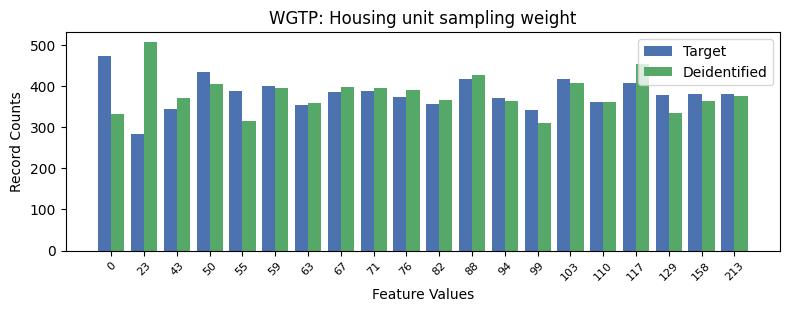 WGTP: Housing unit sampling weight
Target
Deidentified
Record Counts
500
400
300
200
100
0
0 23 43 50 55 59 63 67 71 76 82 88 94 99 103 110 117 129 158 213
Feature Values